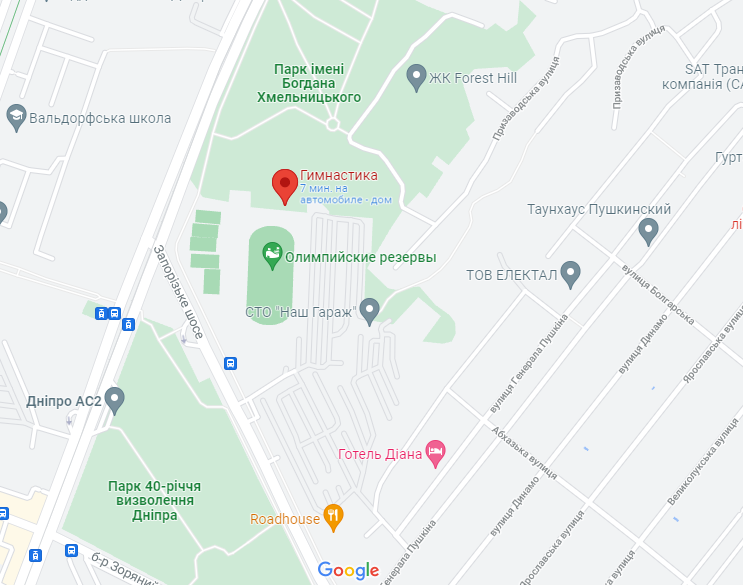 Парк імені
Богдана
Хмельницького
ЖК Forest Hill
Призаводська вулиця
Призаводська вулиця
SAT Тран
компанія (СА
Вальдорфська школа
Гурт
Гимнастика
7 мин. на
автомобиле - дом
Таунхаус Пушкинский
лі
Олимпийские резервы
ТОВ ЕЛЕКТАЛ
Запорізьке шосе
вулиця Болгарська
СТО "Наш Гараж"
вулиця Генерала Пушкіна
вулиця Динамо
Ярославська вулиця
Дніпро АС2
Абхазька вулиця
Великолукська вулиця
Готель Діана
Парк 40-річчя
визволення
Дніпра
вулиця Динамо
Roadhouse
Генерала Пушкіна
Ярославська вулиця
вулиця
б-р Зоряний
Google